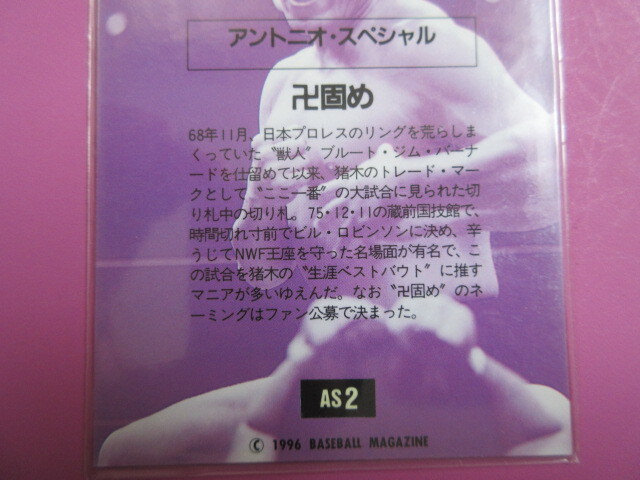 アントニオ・スペシャル
卍固め
68年11月、日本プロレスのリングを荒らしま
くっていた〝獣人〟ブルート・ジム・バーナ
ードを仕留めて以来、猪木のトレード・マー
クとして〝ここ一番〟の大試合に見られた切
り札中の切り札。75・12・11の蔵前国技館で、
時間切れ寸前でビル・ロビンソンに決め、辛
うじてNWF王座を守った名場面が有名で、こ
の試合を猪木の〝生涯ベストバウト〟に推す
マニアが多いゆえんだ。なお〝卍固め〟のネ
ーミングはファン公募で決まった。
AS2
© 1996 BASEBALL MAGAZINE